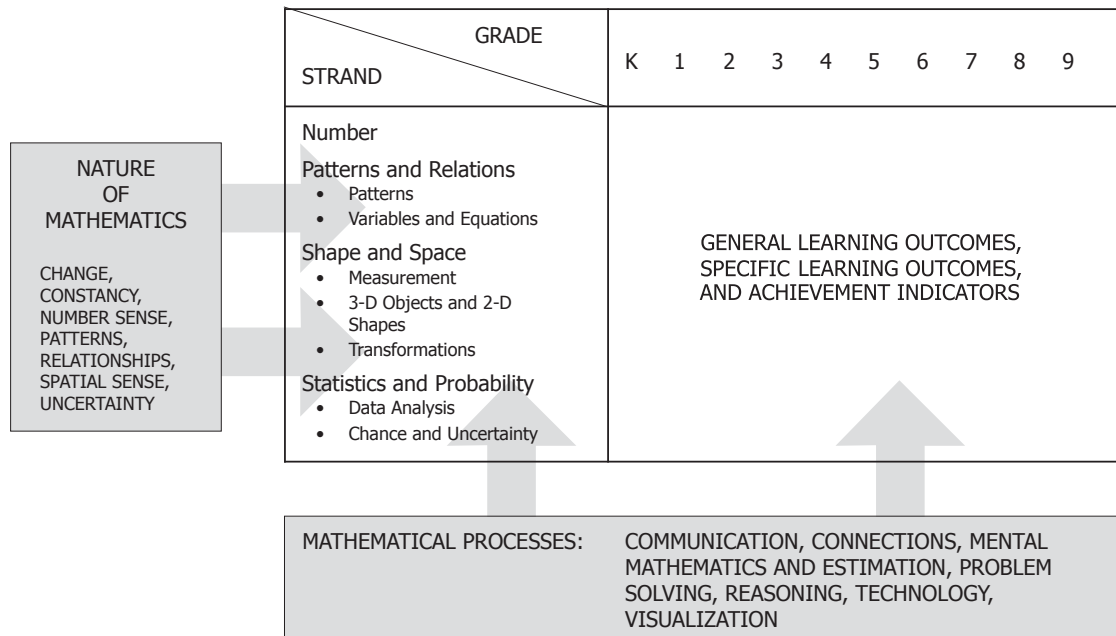 GRADE
STRAND
K 1 2 3 4 5 6 7 8 9
NATURE
OF
MATHEMATICS
CHANGE,
CONSTANCY,
NUMBER SENSE,
PATTERNS,
RELATIONSHIPS,
SPATIAL SENSE,
UNCERTAINTY
Number
Patterns and Relations
• Patterns
• Variables and Equations
Shape and Space
• Measurement
• 3-D Objects and 2-D
Shapes
• Transformations
Statistics and Probability
• Data Analysis
• Chance and Uncertainty
GENERAL LEARNING OUTCOMES,
SPECIFIC LEARNING OUTCOMES,
AND ACHIEVEMENT INDICATORS
MATHEMATICAL PROCESSES: COMMUNICATION, CONNECTIONS, MENTAL
MATHEMATICS AND ESTIMATION, PROBLEM
SOLVING, REASONING, TECHNOLOGY,
VISUALIZATION